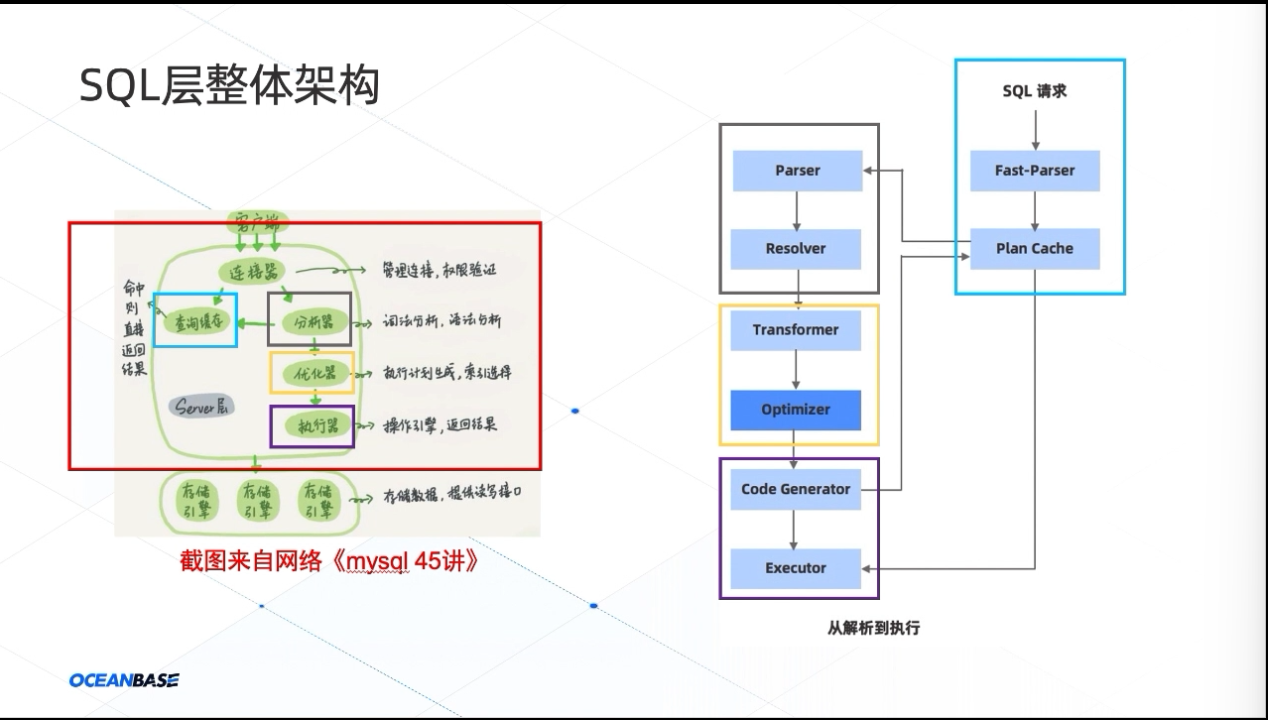 SQL层整体架构
客户端
连接器
管理连接,权限验证
命中
则
直接
返回
结果
查询缓存
分析器
词法分析,语法分析
优化器
执行计划生成,索引选择
Server层
执行器
操作引擎,返回结果
存储
引擎
存储
引擎
存储
引擎
存储数据,提供读写接口
截图来自网络《mysql 45讲》
SQL 请求
Parser
Fast-Parser
Resolver
Plan Cache
Transformer
Optimizer
Code Generator
Executor
从解析到执行
OCEANBASE